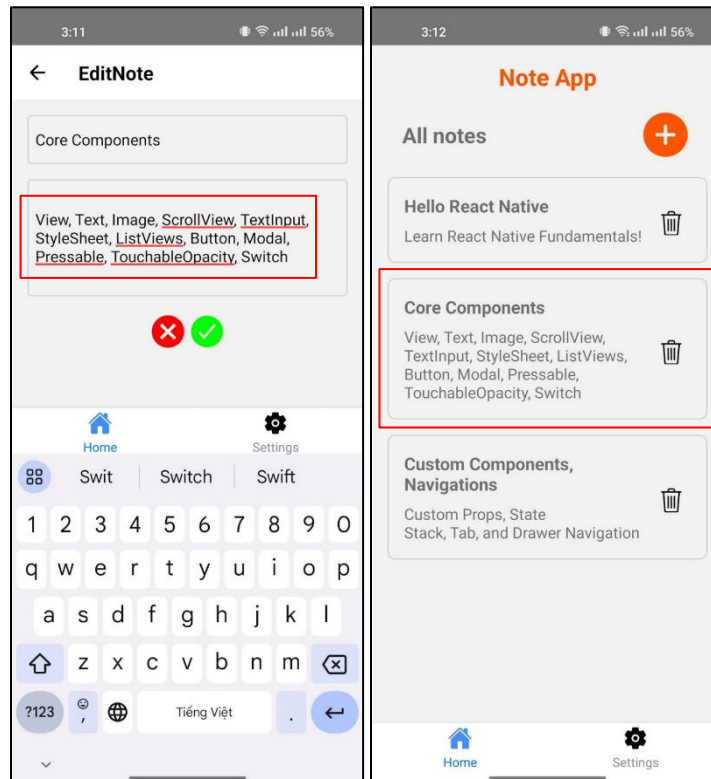 3:11
56%
EditNote
Core Components
View, Text, Image, ScrollView, TextInput,
StyleSheet, ListViews, Button, Modal,
Pressable, TouchableOpacity, Switch
Home
Settings
Swit
Switch
Swift
1 2 3 4 5 6 7 8 9 0
q w e r t y u i o p
a s d f g h j k l
z x c v b n m
?123
,
Tiếng Việt
.
3:12
56%
Note App
All notes
+
Hello React Native
Learn React Native Fundamentals!
Core Components
View, Text, Image, ScrollView,
TextInput, StyleSheet, ListViews,
Button, Modal, Pressable,
TouchableOpacity, Switch
Custom Components,
Navigations
Custom Props, State
Stack, Tab, and Drawer Navigation
Home
Settings